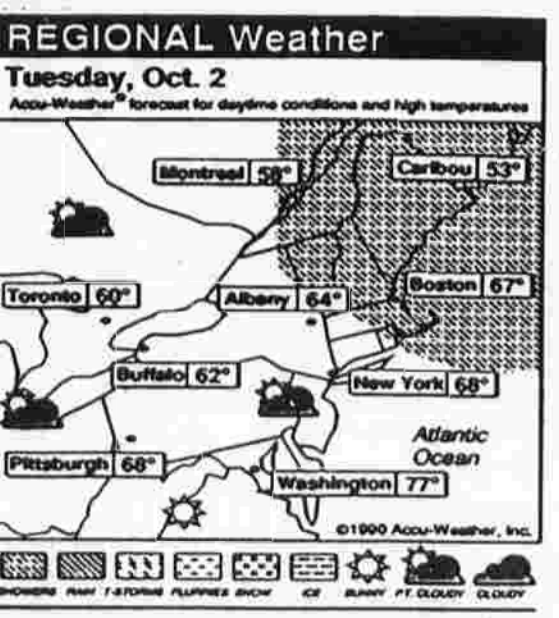 REGIONAL Weather
Tuesday, Oct. 2
Accu-Weather® forecast for daytime conditions and high temperatures
Montreal 58°
Caribou 53°
Toronto 60°
Albany 64°
Boston 67°
Buffalo 62°
New York 68°
Atlantic
Ocean
Pittsburgh 68°
Washington 77°
©1990 Accu-Weather, Inc.
SHOWERS RAIN T-STORMS FLURRIES SNOW ICE SUNNY PT. CLOUDY CLOUDY